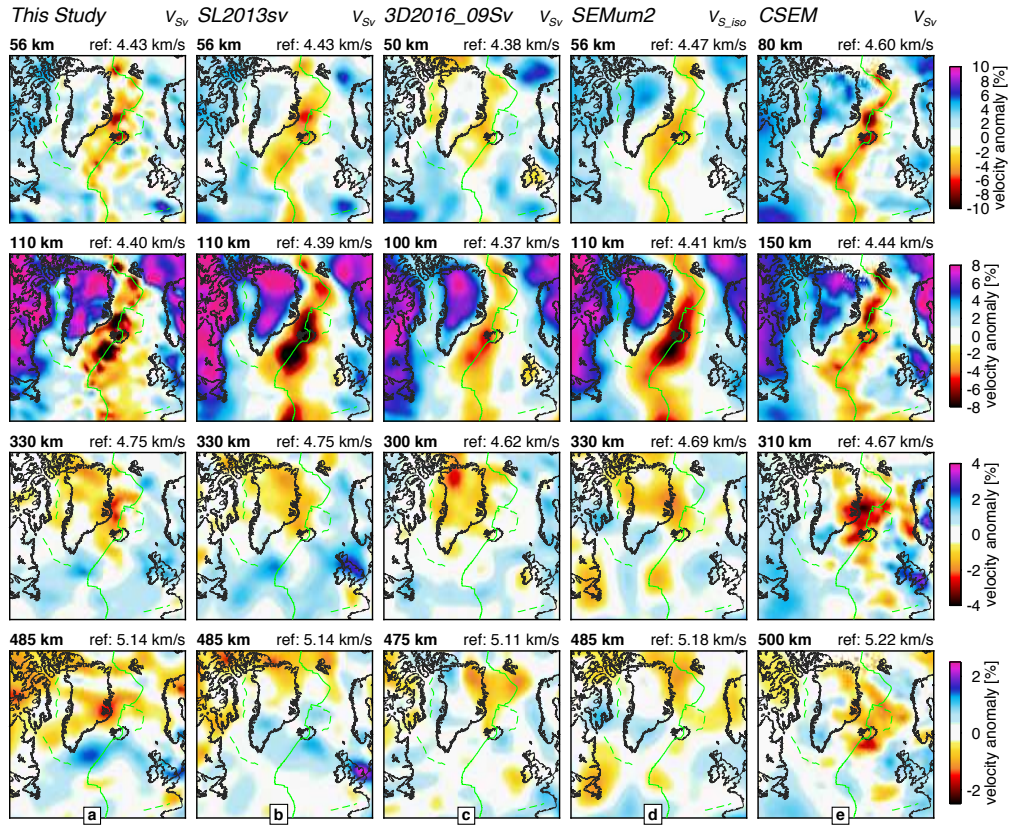 This Study V_Sv SL2013sv V_Sv 3D2016_09Sv V_Sv SEMum2 V_S_iso CSEM V_Sv
56 km ref: 4.43 km/s 56 km ref: 4.43 km/s 50 km ref: 4.38 km/s 56 km ref: 4.47 km/s 80 km ref: 4.60 km/s
10
8
6
4
2
0
-2
-4
-6
-8
-10
velocity anomaly [%]
110 km ref: 4.40 km/s 110 km ref: 4.39 km/s 100 km ref: 4.37 km/s 110 km ref: 4.41 km/s 150 km ref: 4.44 km/s
8
6
4
2
0
-2
-4
-6
-8
velocity anomaly [%]
330 km ref: 4.75 km/s 330 km ref: 4.75 km/s 300 km ref: 4.62 km/s 330 km ref: 4.69 km/s 310 km ref: 4.67 km/s
4
2
0
-2
-4
velocity anomaly [%]
485 km ref: 5.14 km/s 485 km ref: 5.14 km/s 475 km ref: 5.11 km/s 485 km ref: 5.18 km/s 500 km ref: 5.22 km/s
2
0
-2
velocity anomaly [%]
a b c d e